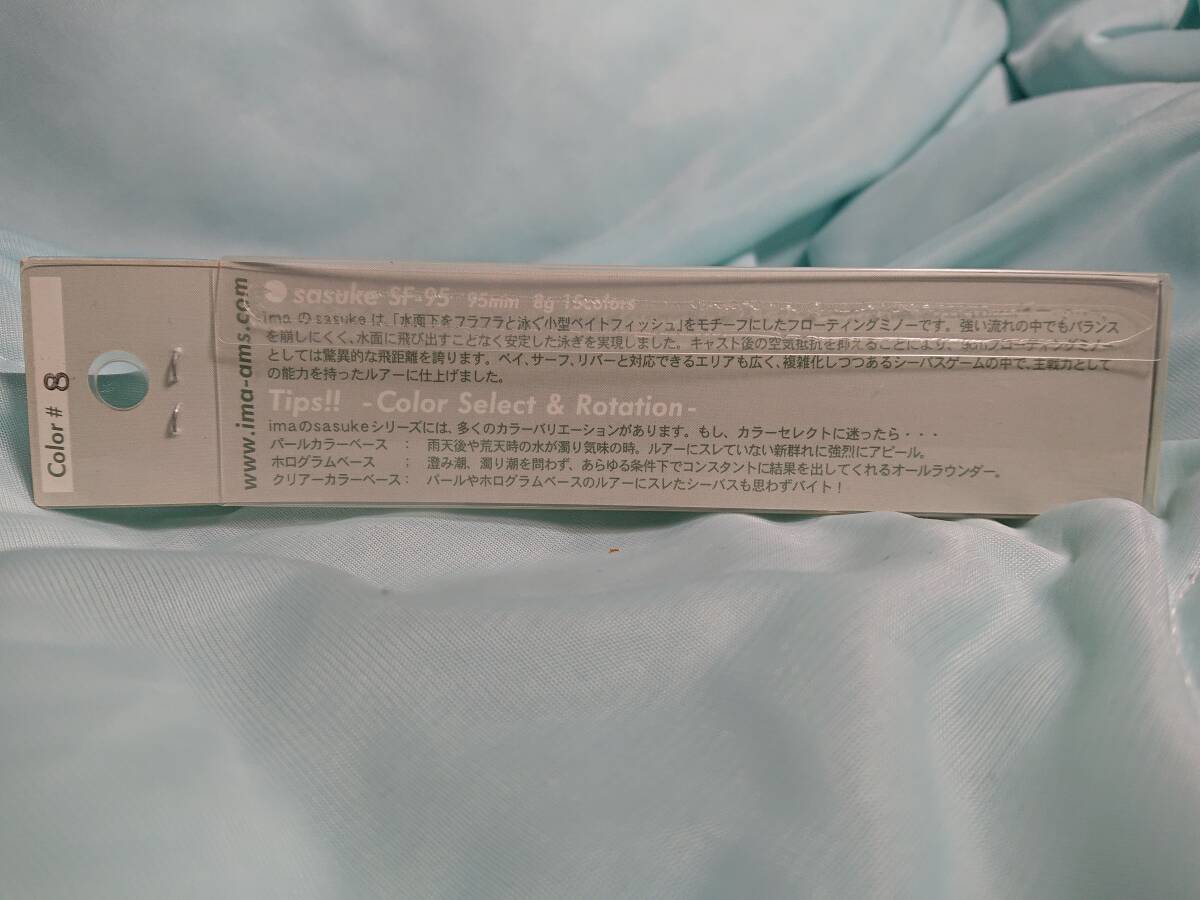 Color # 8
www.ima-ams.com
sasuke SF-95 95mm 8g 15colors
imaのsasukeは、「水面下をフラフラと泳ぐ小型ベイトフィッシュ」をモチーフにしたフローティングミノーです。強い流れの中でもバランス
を崩しにくく、水面に飛び出すことなく安定した泳ぎを実現しました。キャスト後の空気抵抗を抑えることにより、フローティングミノー
としては驚異的な飛距離を誇ります。ベイ、サーフ、リバーと対応できるエリアも広く、複雑化しつつあるシーバスゲームの中で、主戦力として
の能力を持ったルアーに仕上げました。
Tips!! -Color Select & Rotation-
imaのsasukeシリーズには、多くのカラーバリエーションがあります。もし、カラーセレクトに迷ったら・・・
パールカラーベース : 雨天後や荒天時の水が濁り気味の時。ルアーにスレていない新群れに強烈にアピール。
ホログラムベース ; 澄み潮、濁り潮を問わず、あらゆる条件下でコンスタントに結果を出してくれるオールラウンダー。
クリアーカラーベース : パールやホログラムベースのルアーにスレたシーバスも思わずバイト!